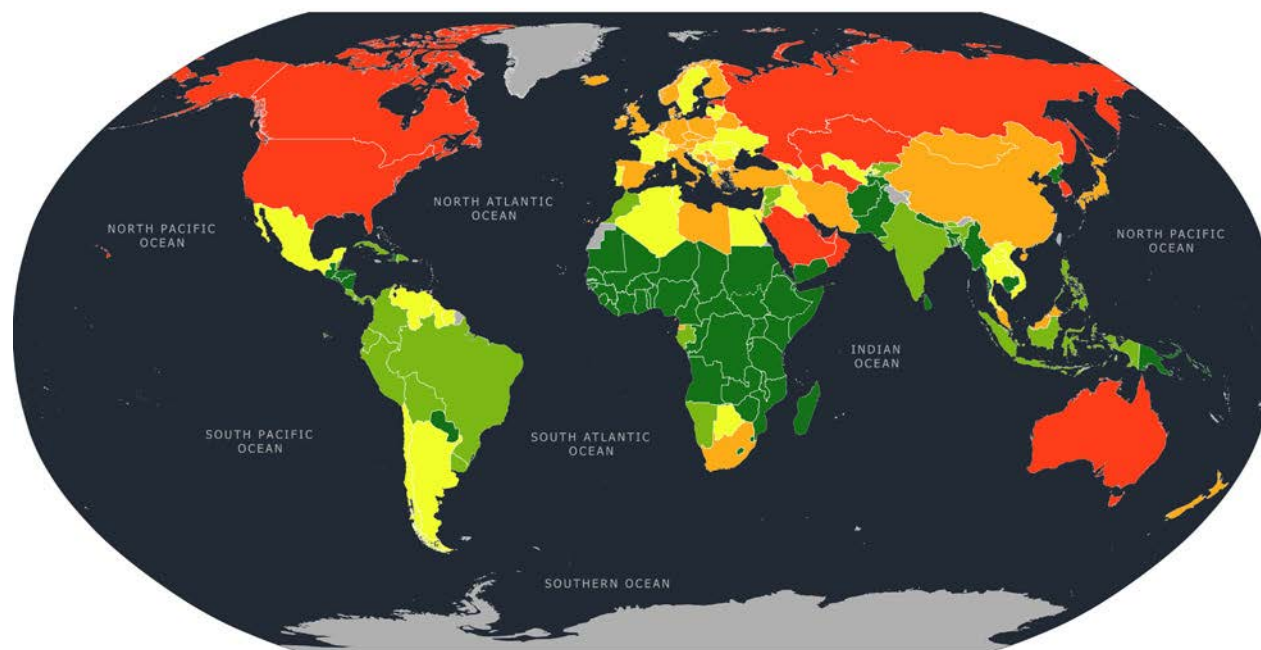 NORTH ATLANTIC
OCEAN
NORTH PACIFIC
OCEAN
NORTH PACIFIC
OCEAN
INDIAN
OCEAN
SOUTH PACIFIC
OCEAN
SOUTH ATLANTIC
OCEAN
SOUTHERN OCEAN